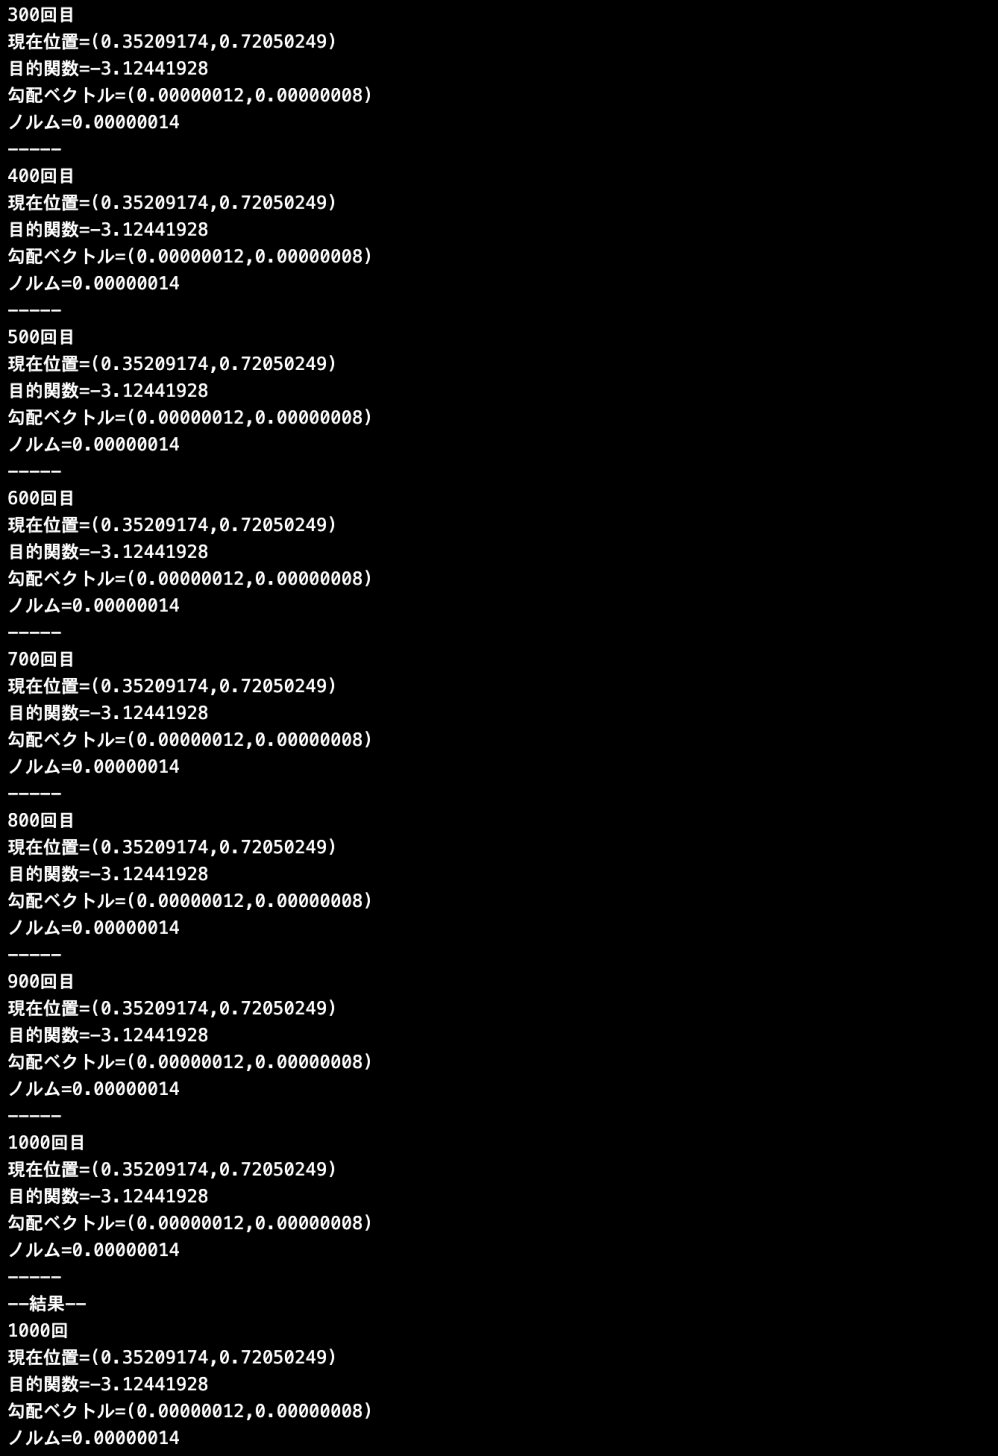 300回目
現在位置=(0.35209174,0.72050249)
目的関数=-3.12441928
勾配ベクトル=(0.00000012,0.00000008)
ノルム=0.00000014
-----
400回目
現在位置=(0.35209174,0.72050249)
目的関数=-3.12441928
勾配ベクトル=(0.00000012,0.00000008)
ノルム=0.00000014
-----
500回目
現在位置=(0.35209174,0.72050249)
目的関数=-3.12441928
勾配ベクトル=(0.00000012,0.00000008)
ノルム=0.00000014
-----
600回目
現在位置=(0.35209174,0.72050249)
目的関数=-3.12441928
勾配ベクトル=(0.00000012,0.00000008)
ノルム=0.00000014
-----
700回目
現在位置=(0.35209174,0.72050249)
目的関数=-3.12441928
勾配ベクトル=(0.00000012,0.00000008)
ノルム=0.00000014
-----
800回目
現在位置=(0.35209174,0.72050249)
目的関数=-3.12441928
勾配ベクトル=(0.00000012,0.00000008)
ノルム=0.00000014
-----
900回目
現在位置=(0.35209174,0.72050249)
目的関数=-3.12441928
勾配ベクトル=(0.00000012,0.00000008)
ノルム=0.00000014
-----
1000回目
現在位置=(0.35209174,0.72050249)
目的関数=-3.12441928
勾配ベクトル=(0.00000012,0.00000008)
ノルム=0.00000014
-----
--結果--
1000回
現在位置=(0.35209174,0.72050249)
目的関数=-3.12441928
勾配ベクトル=(0.00000012,0.00000008)
ノルム=0.00000014